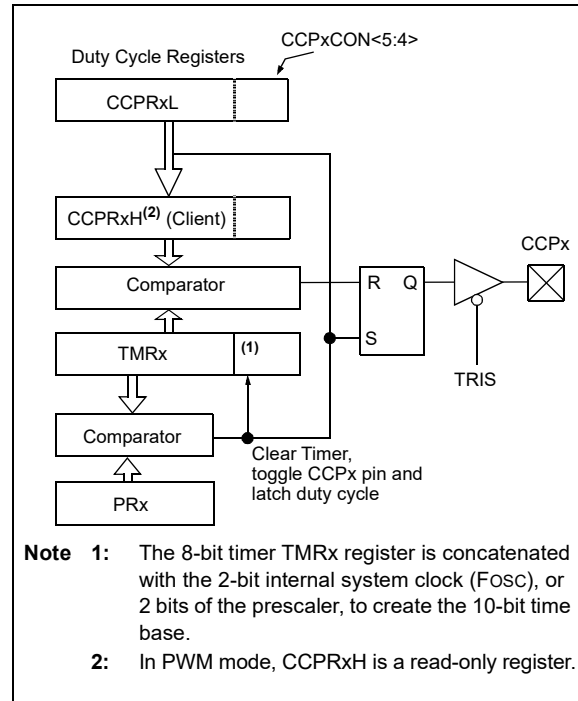 CCPxCON<5:4>
Duty Cycle Registers
CCPRxL
CCPRxH(2) (Client)
CCPx
Comparator
R Q
TMRx
(1)
S
TRIS
Comparator
Clear Timer,
toggle CCPx pin and
latch duty cycle
PRx
Note 1: The 8-bit timer TMRx register is concatenated
with the 2-bit internal system clock (FOSC), or
2 bits of the prescaler, to create the 10-bit time
base.
2: In PWM mode, CCPRxH is a read-only register.